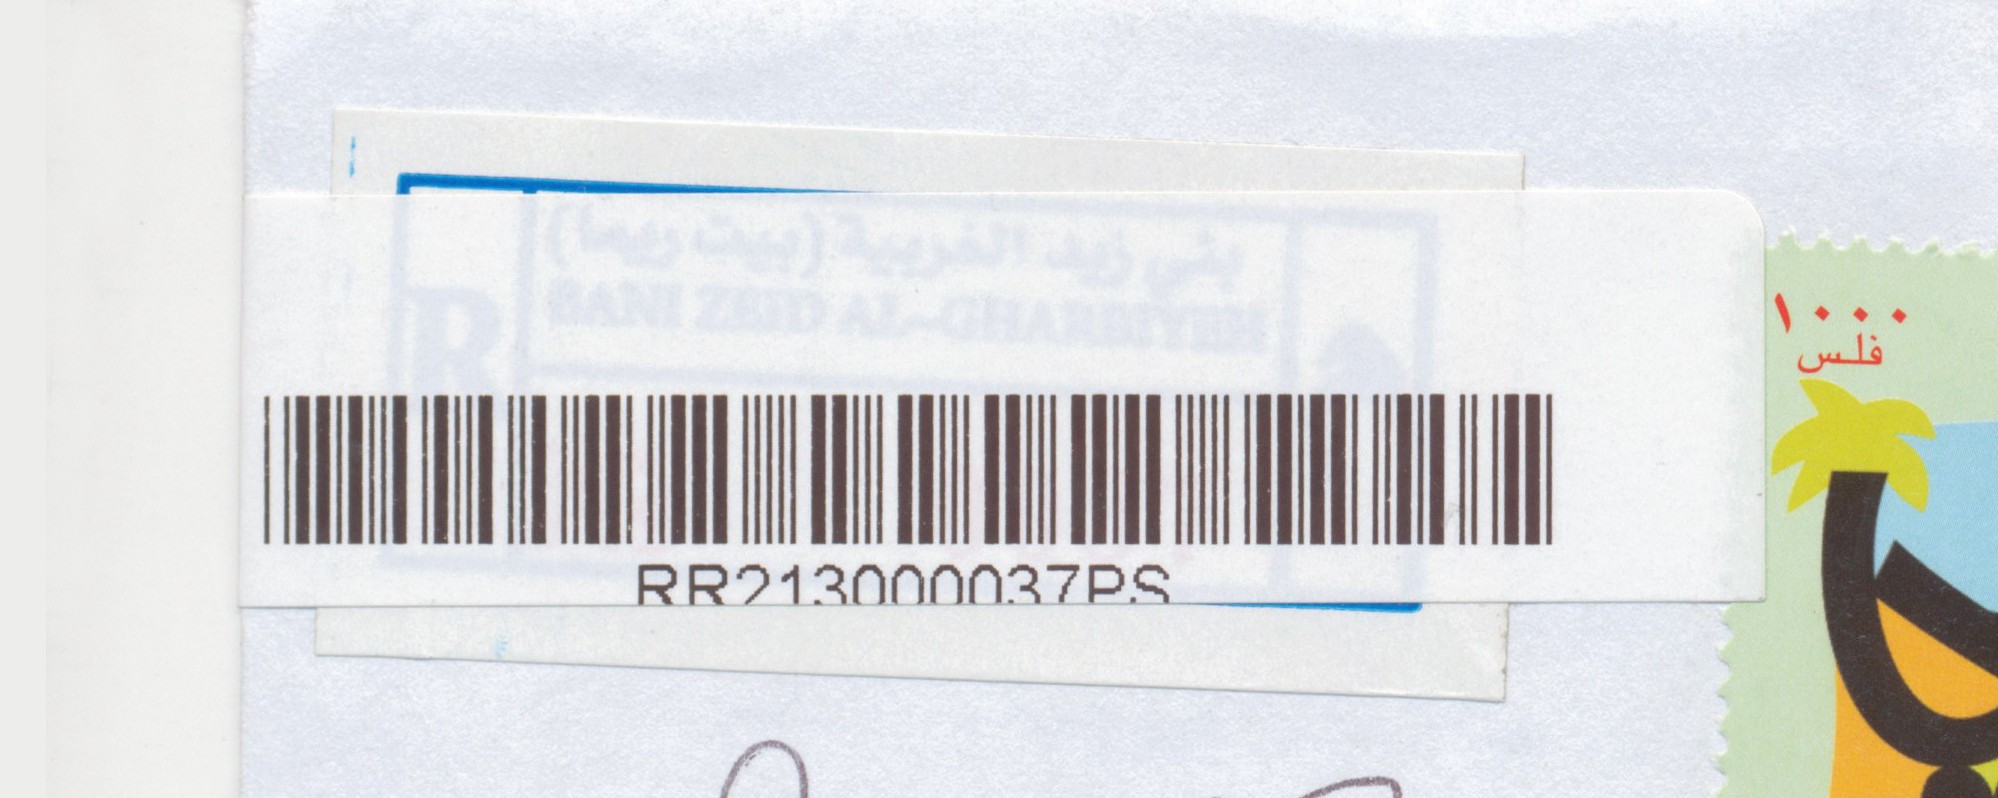 بني زيد الغربية (بيت ريما)
BANI ZEID AL-GHARBIYEH
R
RR213000037PS
١٠٠٠
فلس